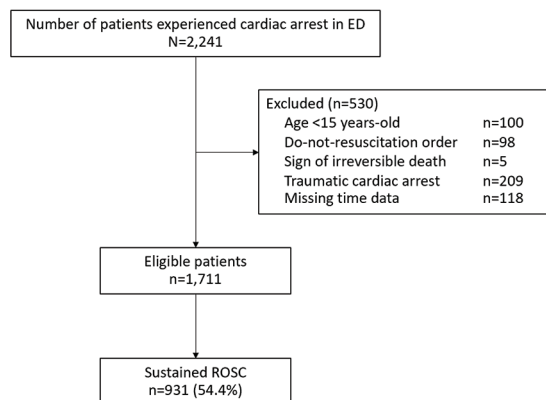 Number of patients experienced cardiac arrest in ED
N=2,241
Excluded (n=530)
Age <15 years-old n=100
Do-not-resuscitation order n=98
Sign of irreversible death n=5
Traumatic cardiac arrest n=209
Missing time data n=118
Eligible patients
n=1,711
Sustained ROSC
n=931 (54.4%)